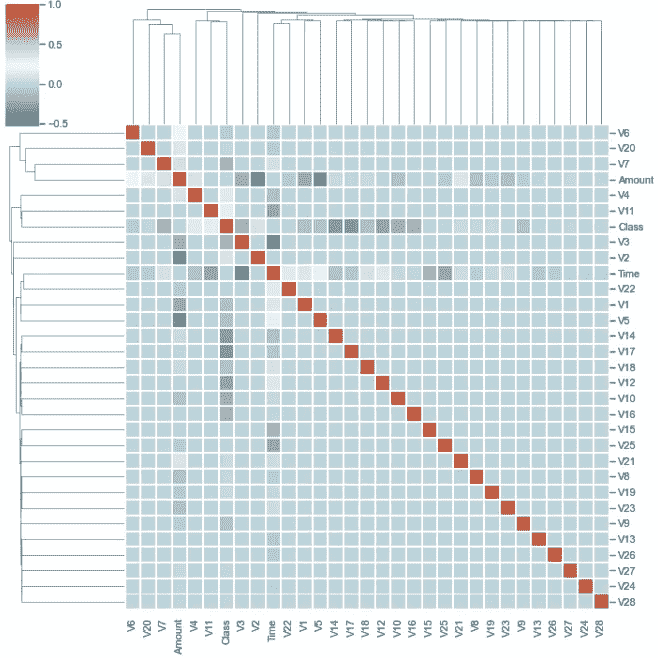 1.0
0.5
0.0
−0.5
V6
V20
V7
Amount
V4
V11
Class
V3
V2
Time
V22
V1
V5
V14
V17
V18
V12
V10
V16
V15
V25
V21
V8
V19
V23
V9
V13
V26
V27
V24
V28
V6 V20 V7 Amount V4 V11 Class V3 V2 Time V22 V1 V5 V14 V17 V18 V12 V10 V16 V15 V25 V21 V8 V19 V23 V9 V13 V26 V27 V24 V28